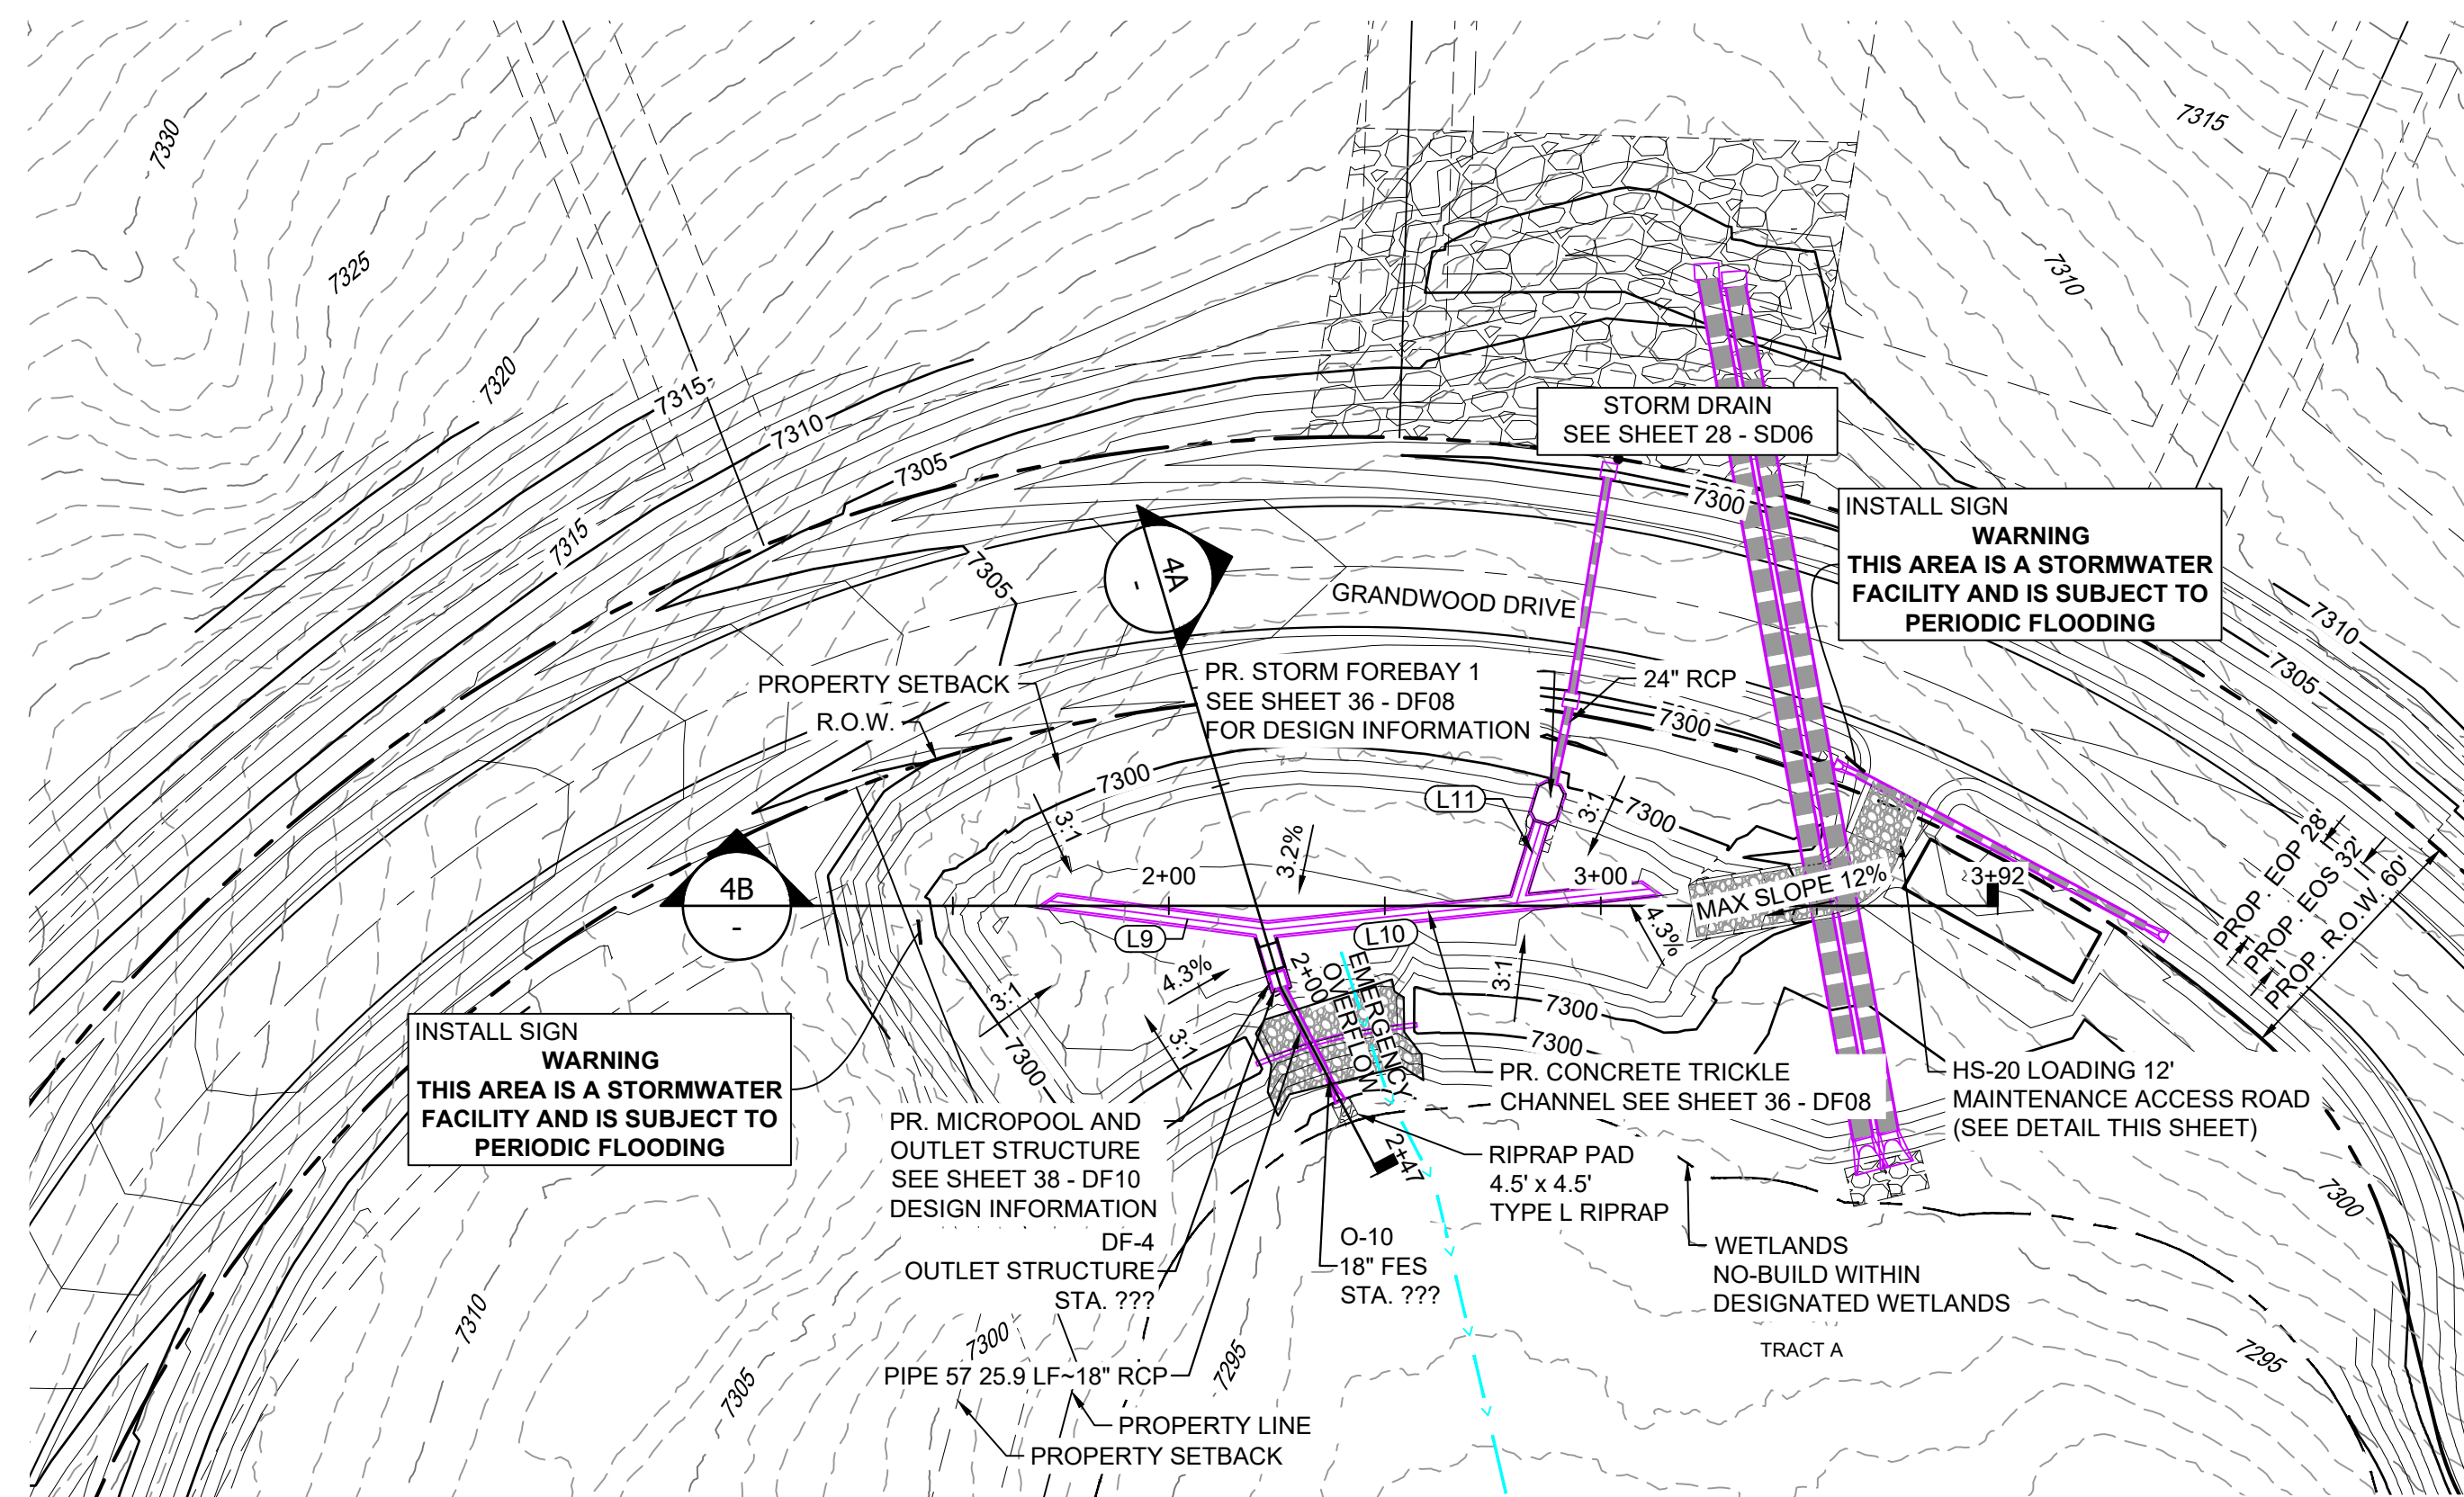 7330
7325
7320
7315
7315
7310
7305
7305
7315
7310
STORM DRAIN
SEE SHEET 28 - SD06
7300
INSTALL SIGN
WARNING
THIS AREA IS A STORMWATER
FACILITY AND IS SUBJECT TO
PERIODIC FLOODING
7310
7305
4A
-
GRANDWOOD DRIVE
PROPERTY SETBACK
R.O.W.
PR. STORM FOREBAY 1
SEE SHEET 36 - DF08
FOR DESIGN INFORMATION
24" RCP
7300
7300
L11
3:1
7300
3:1
3.2%
4B
-
2+00
3+00
MAX SLOPE 12%
3+92
PROP. EOP 28'
PROP. EOS 32'
PROP. R.O.W. 60'
L9
L10
4.3%
4.3%
2+00
EMERGENCY
OVERFLOW
3:1
3:1
3:1
7300
7300
7300
INSTALL SIGN
WARNING
THIS AREA IS A STORMWATER
FACILITY AND IS SUBJECT TO
PERIODIC FLOODING
PR. CONCRETE TRICKLE
CHANNEL SEE SHEET 36 - DF08
HS-20 LOADING 12'
MAINTENANCE ACCESS ROAD
(SEE DETAIL THIS SHEET)
PR. MICROPOOL AND
OUTLET STRUCTURE
SEE SHEET 38 - DF10
DESIGN INFORMATION
2+47
RIPRAP PAD
4.5' x 4.5'
TYPE L RIPRAP
DF-4
OUTLET STRUCTURE
STA. ???
O-10
18" FES
STA. ???
WETLANDS
NO-BUILD WITHIN
DESIGNATED WETLANDS
TRACT A
7300
7295
7310
7300
7305
7295
PIPE 57 25.9 LF~18" RCP
PROPERTY LINE
PROPERTY SETBACK